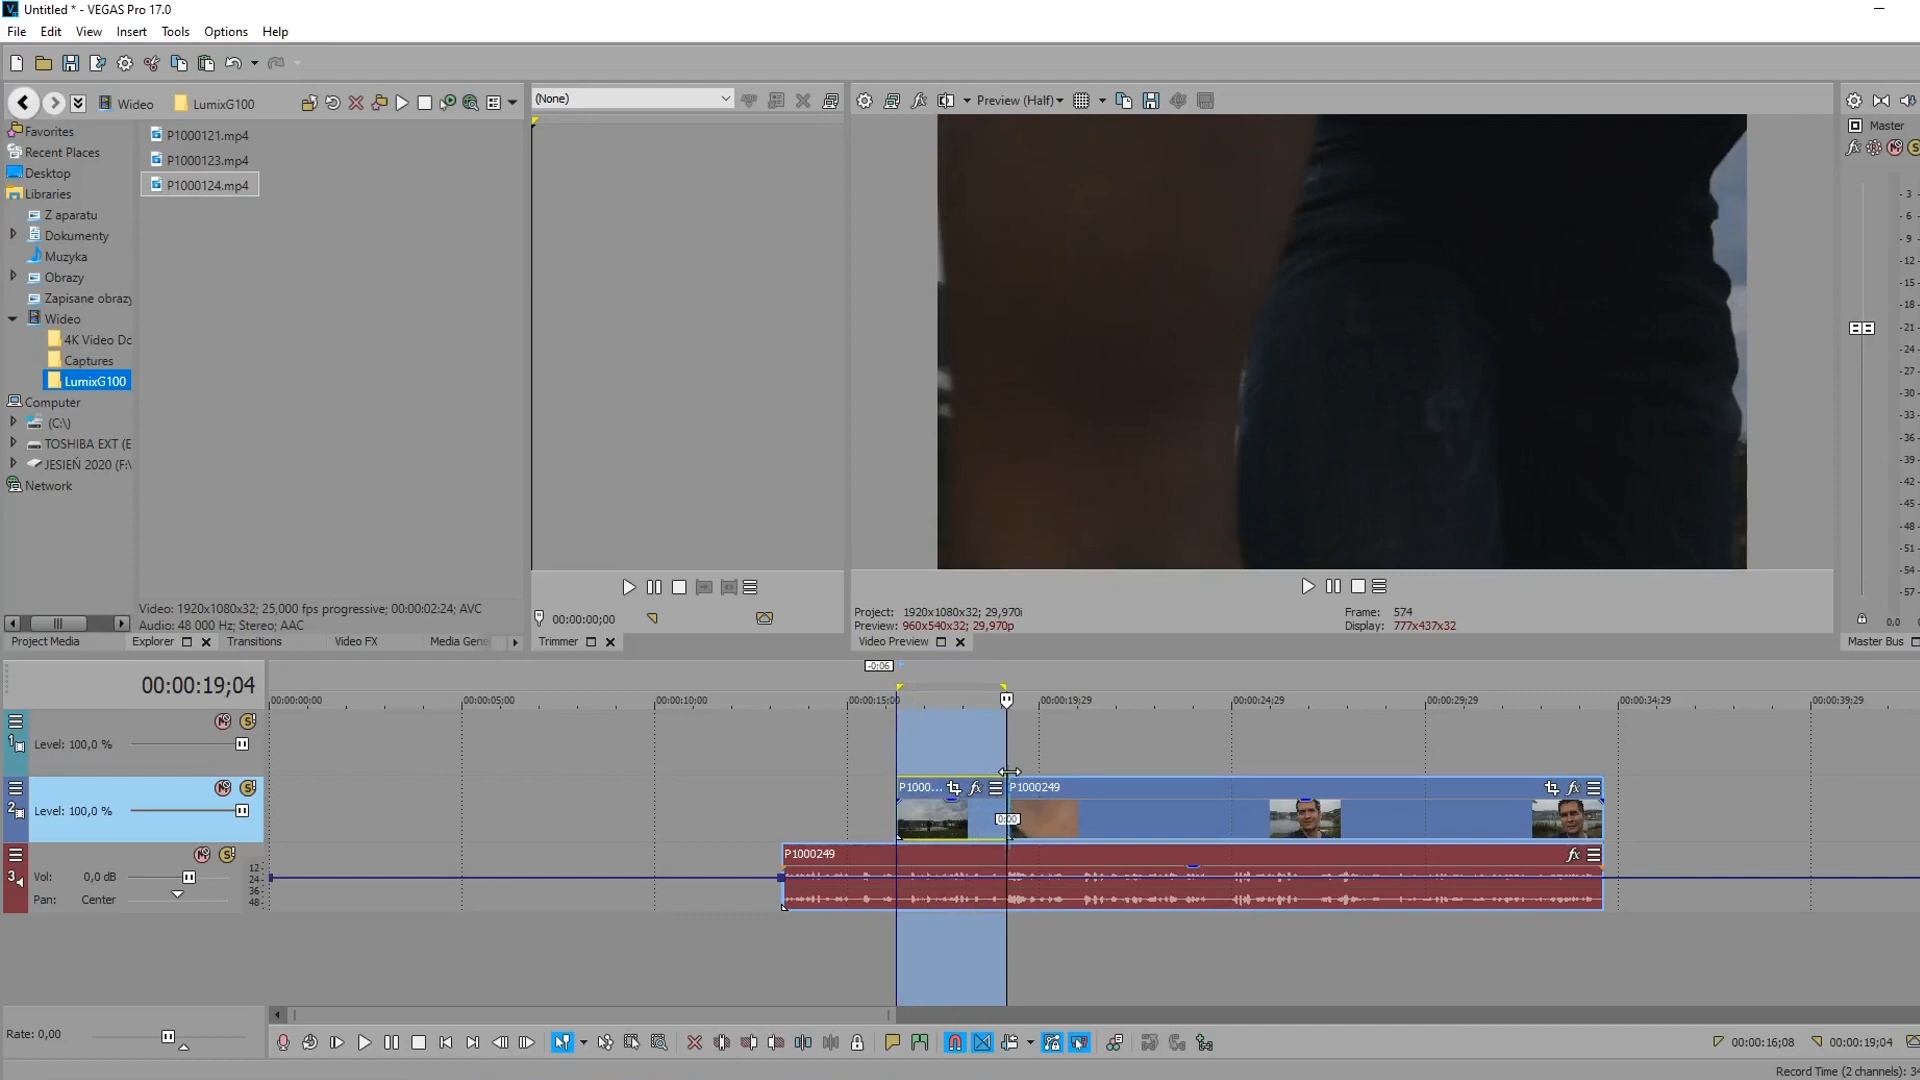 Untitled * - VEGAS Pro 17.0
File Edit View Insert Tools Options Help
Wideo LumixG100
(None)
Preview (Half)
Favorites
Recent Places
Desktop
Libraries
Z aparatu
Dokumenty
Muzyka
Obrazy
Zapisane obrazy
Wideo
4K Video Dc
Captures
LumixG100
Computer
(C:\)
TOSHIBA EXT (E
JESIEŃ 2020 (F:\
Network
P1000121.mp4
P1000123.mp4
P1000124.mp4
Video: 1920x1080x32; 25,000 fps progressive; 00:00:02:24; AVC
Audio: 48 000 Hz; Stereo; AAC
Project Media Explorer Transitions Video FX Media Gene
00:00:00;00
Trimmer
Project: 1920x1080x32; 29,970i
Preview: 960x540x32; 29,970p
Frame: 574
Display: 777x437x32
Video Preview
Master
-3
-6
-9
-12
-15
-18
-21
-24
-27
-30
-33
-36
-39
-42
-45
-48
-51
-54
-57
0,0
Master Bus
-0:06
00:00:19;04
00:00:00;00 00:00:05;00 00:00:10;00 00:00:15;00 00:00:19;29 00:00:24;29 00:00:29;29 00:00:34;29 00:00:39;29
1
Level: 100,0 %
2
Level: 100,0 %
P1000... P1000249
0:00
3
P1000249
Vol: 0,0 dB
Pan: Center
12-
24-
36-
48-
Rate: 0,00
00:00:16;08 00:00:19;04
Record Time (2 channels): 34